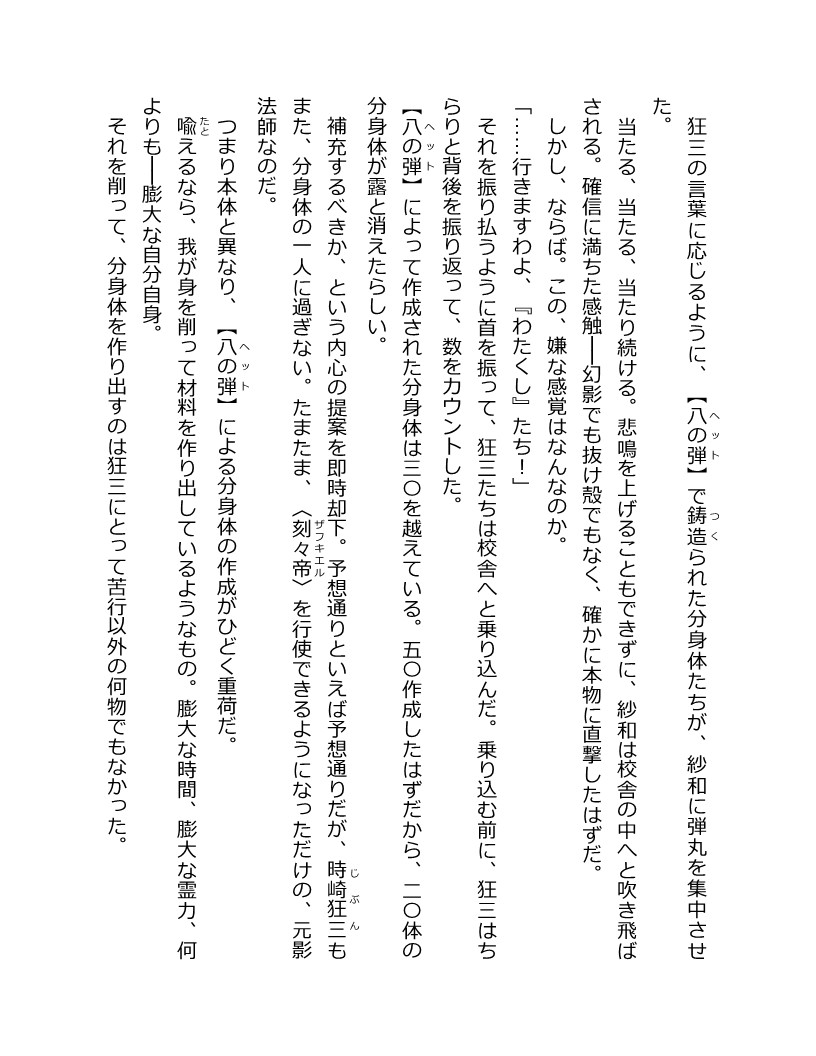 狂三の言葉に応じるように、【八の弾】で鋳造られた分身体たちが、紗和に弾丸を集中させ
た。
当たる、当たる、当たり続ける。悲鳴を上げることもできずに、紗和は校舎の中へと吹き飛ば
される。確信に満ちた感触──幻影でも抜け殻でもなく、確かに本物に直撃したはずだ。
しかし、ならば。この、嫌な感覚はなんなのか。
「……行きますわよ、『わたくし』たち！」
それを振り払うように首を振って、狂三たちは校舎へと乗り込んだ。乗り込む前に、狂三はち
らりと背後を振り返って、数をカウントした。
【八の弾】によって作成された分身体は三〇を越えている。五〇作成したはずだから、二〇体の
分身体が露と消えたらしい。
補充するべきか、という内心の提案を即時却下。予想通りといえば予想通りだが、時崎狂三も
また、分身体の一人に過ぎない。たまたま、〈刻々帝〉を行使できるようになっただけの、元影
法師なのだ。
つまり本体と異なり、【八の弾】による分身体の作成がひどく重荷だ。
喩えるなら、我が身を削って材料を作り出しているようなもの。膨大な時間、膨大な霊力、何
よりも──膨大な自分自身。
それを削って、分身体を作り出すのは狂三にとって苦行以外の何物でもなかった。